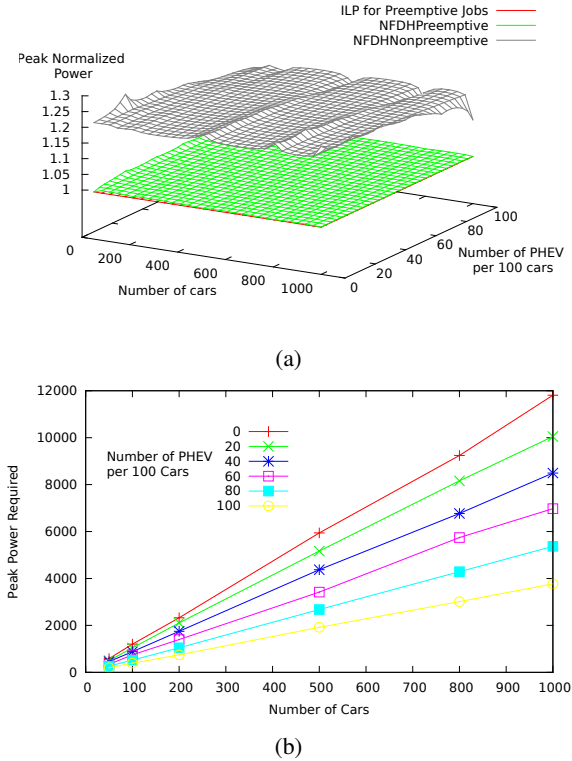 ILP for Preemptive Jobs
NFDHPreemptive
NFDHNonpreemptive
Peak Normalized
Power
1.3
1.25
1.2
1.15
1.1
1.05
1
0
200
400
600
800
1000
Number of cars
0
20
40
60
80
100
Number of PHEV
per 100 cars
(a)
12000
10000
8000
6000
4000
2000
0
Peak Power Required
Number of PHEV
per 100 Cars
0
20
40
60
80
100
0 100 200 300 400 500 600 700 800 900 1000
Number of Cars
(b)